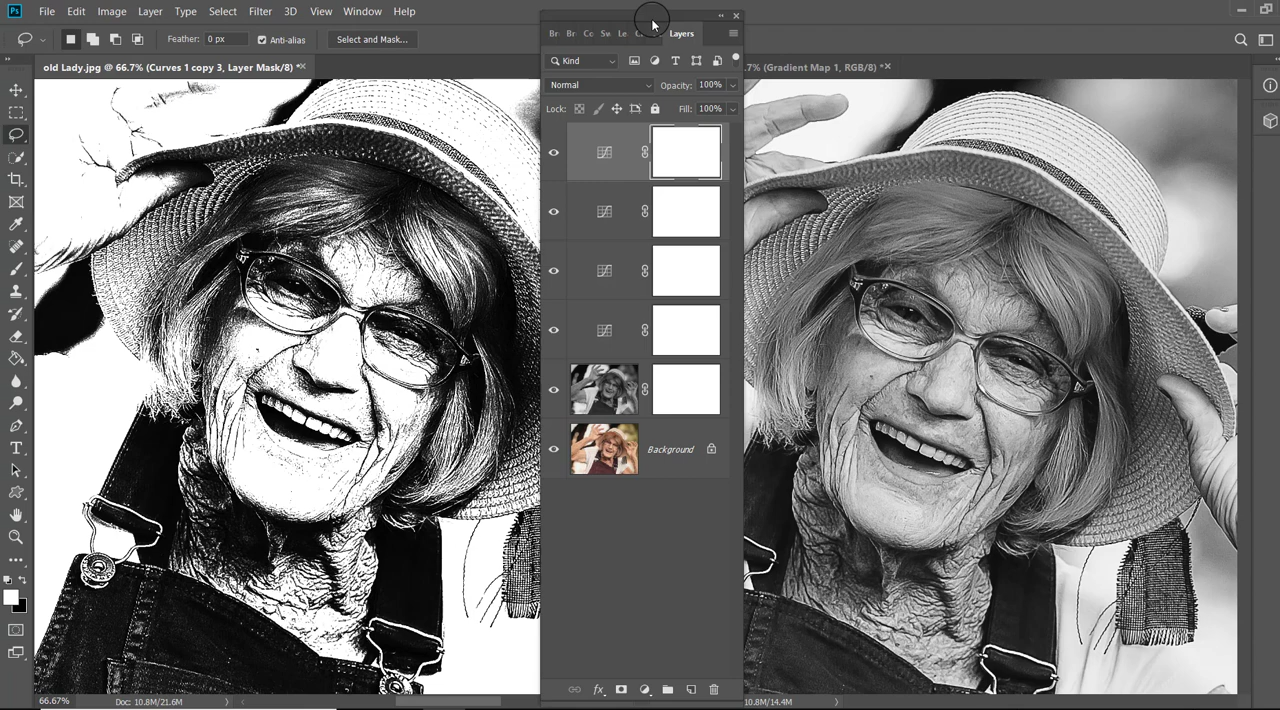 Ps File Edit Image Layer Type Select Filter 3D View Window Help
Feather: 0 px Anti-alias Select and Mask...
old Lady.jpg @ 66.7% (Curves 1 copy 3, Layer Mask/8) *
.7% (Gradient Map 1, RGB/8) *
Br Br Cc Sw Le Layers
Kind
Normal Opacity: 100%
Lock: Fill: 100%
Background
fx
66.67% Doc: 10.8M/21.6M
10.8M/14.4M